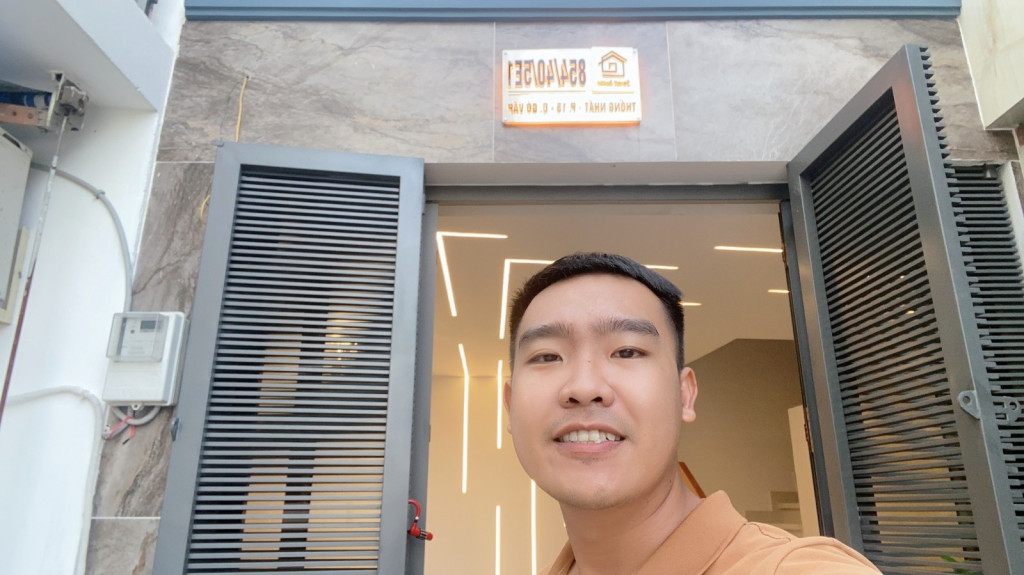 854/40/5E1
THỐNG NHẤT - P. 16 - Q. GÒ VẤP